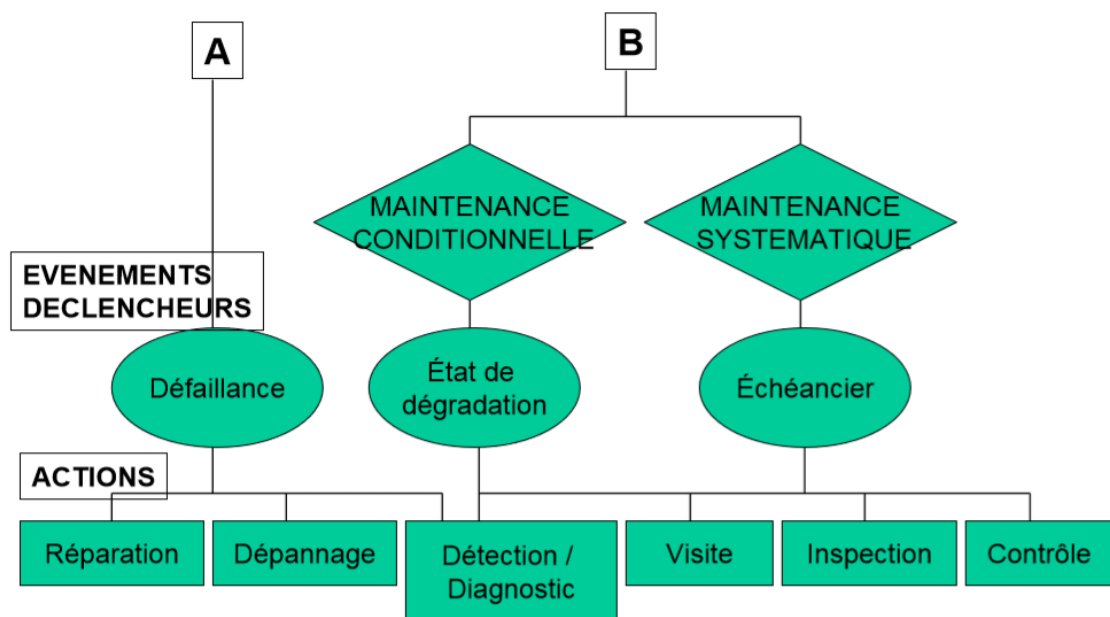 A
B
MAINTENANCE
CONDITIONNELLE
MAINTENANCE
SYSTEMATIQUE
EVENEMENTS
DECLENCHEURS
Défaillance
État de
dégradation
Échéancier
ACTIONS
Réparation
Dépannage
Détection /
Diagnostic
Visite
Inspection
Contrôle